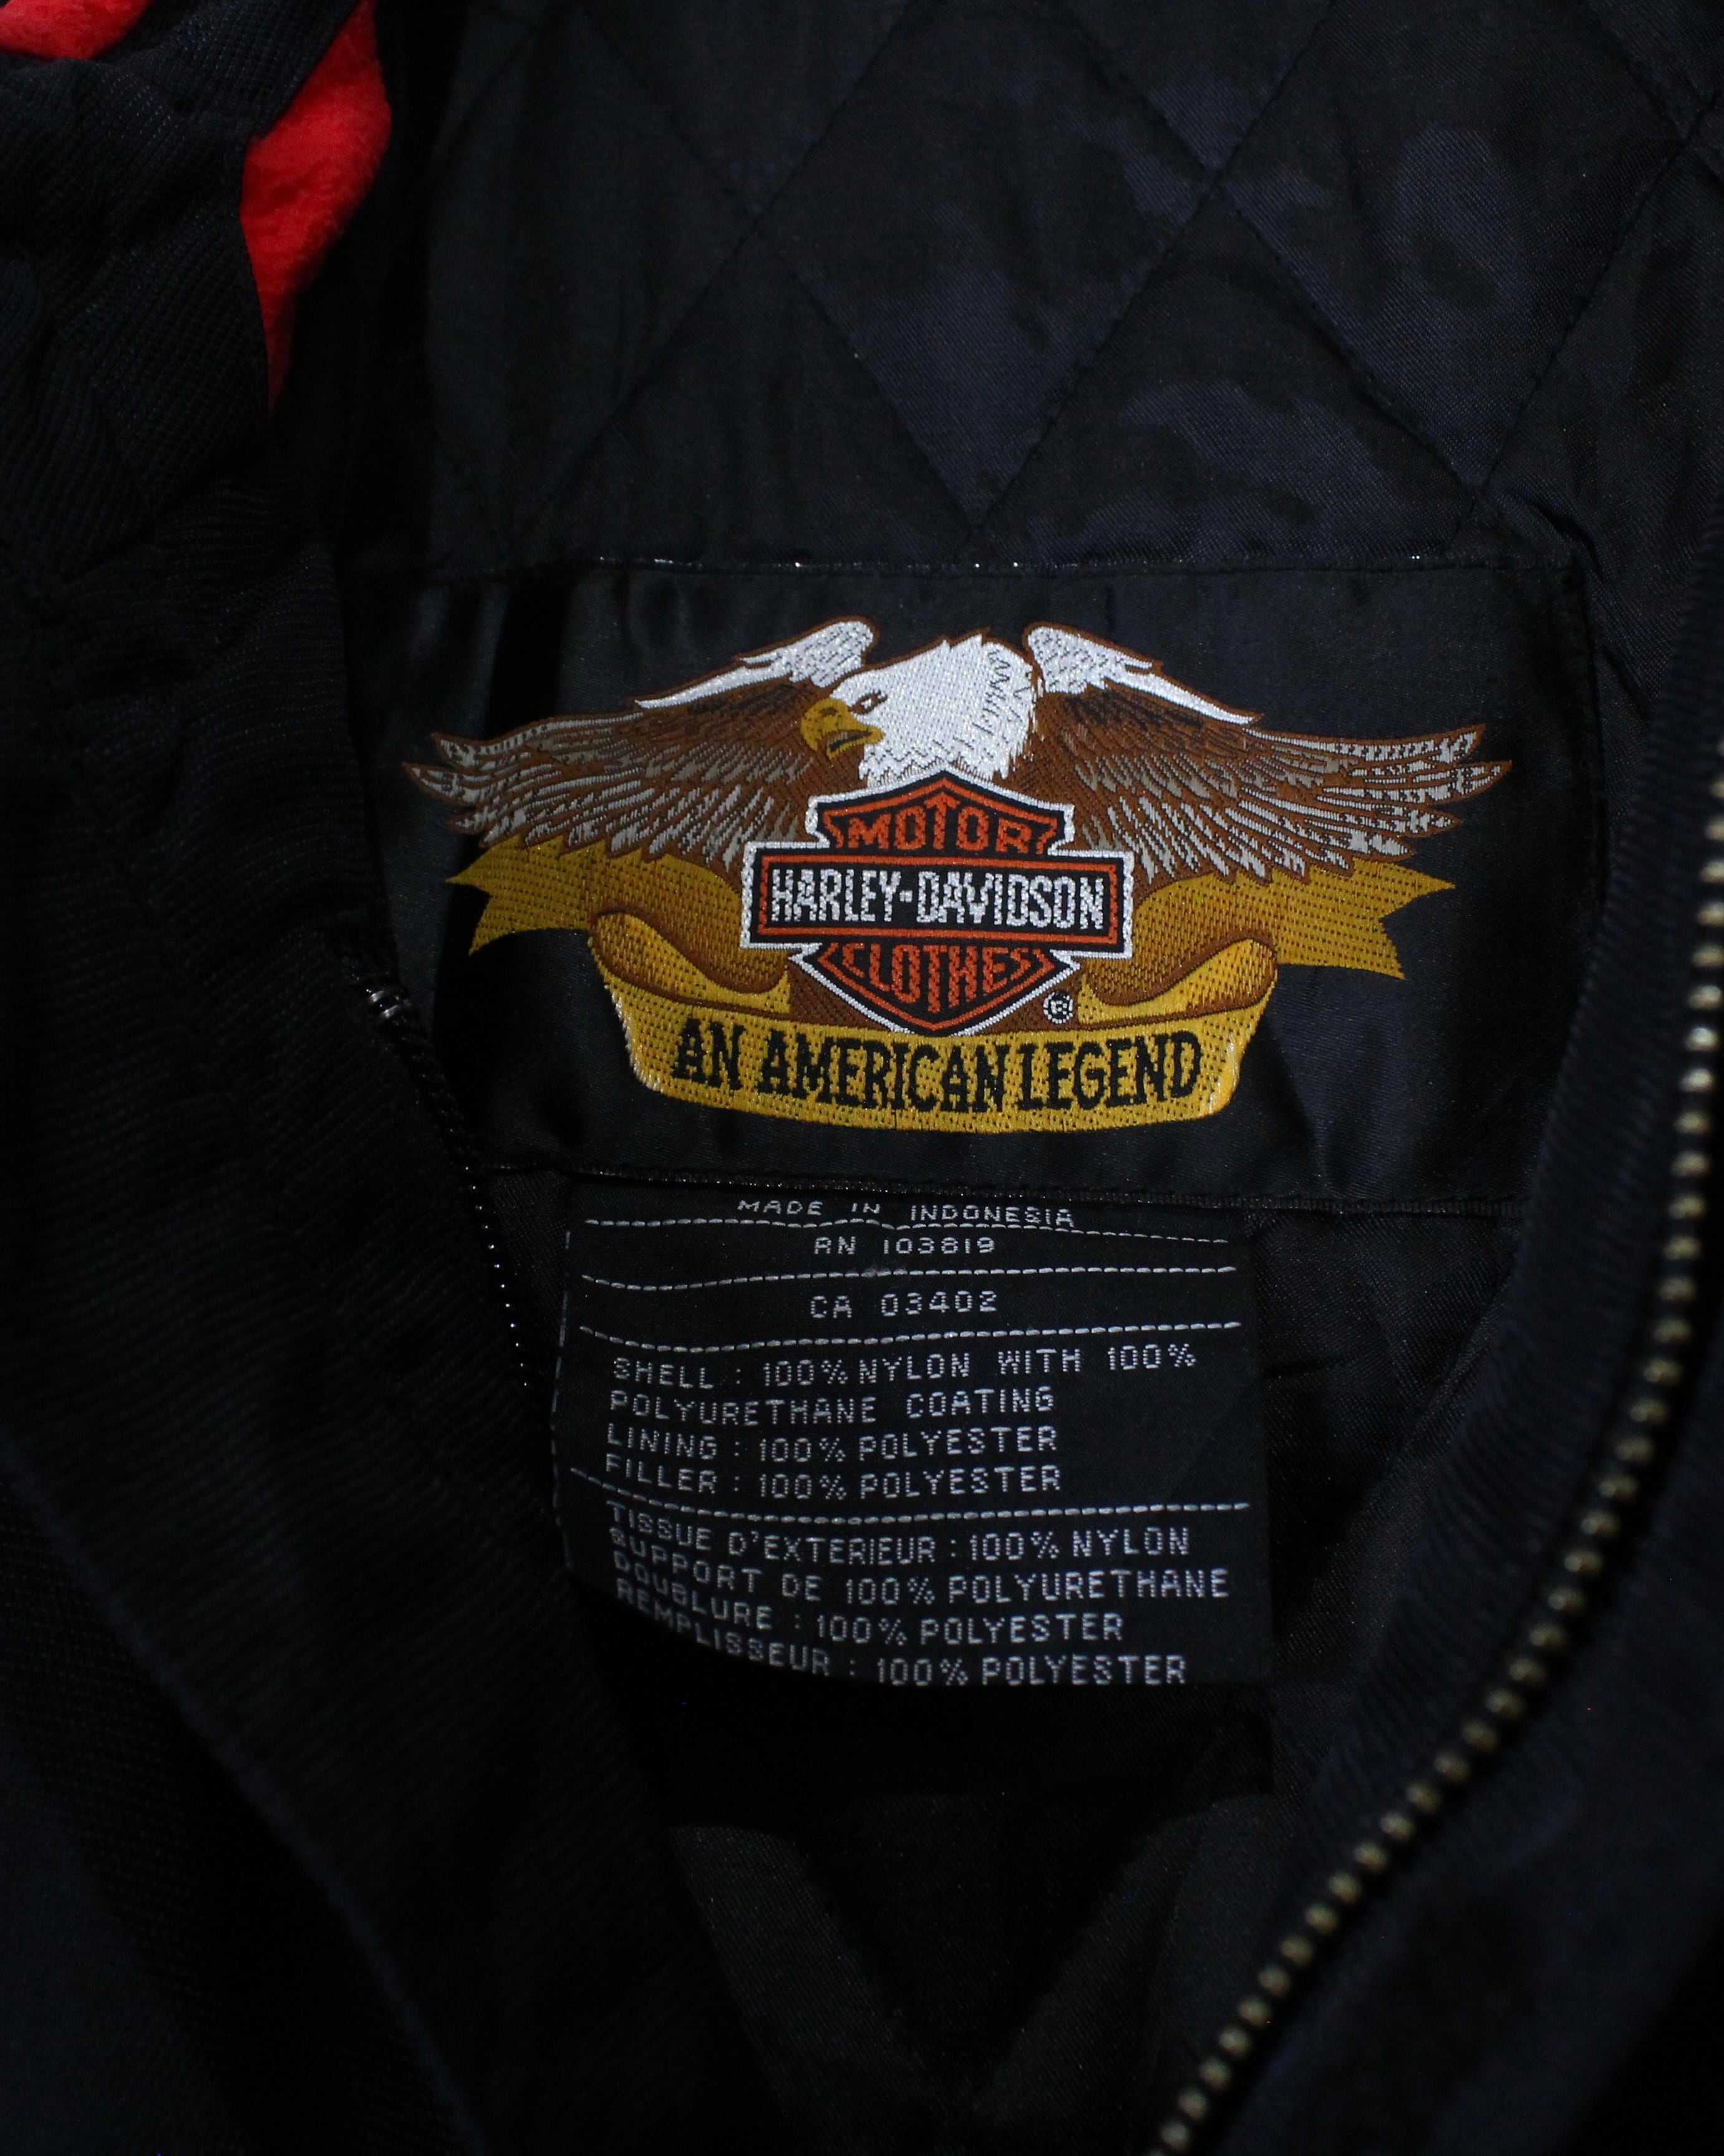 MOTOR
HARLEY-DAVIDSON
CLOTHES
®
AN AMERICAN LEGEND
MADE IN INDONESIA
RN 103819
CA 03402
SHELL : 100% NYLON WITH 100%
POLYURETHANE COATING
LINING : 100% POLYESTER
FILLER : 100% POLYESTER
TISSUE D'EXTERIEUR : 100% NYLON
SUPPORT DE 100% POLYURETHANE
DOUBLURE : 100% POLYESTER
REMPLISSEUR : 100% POLYESTER